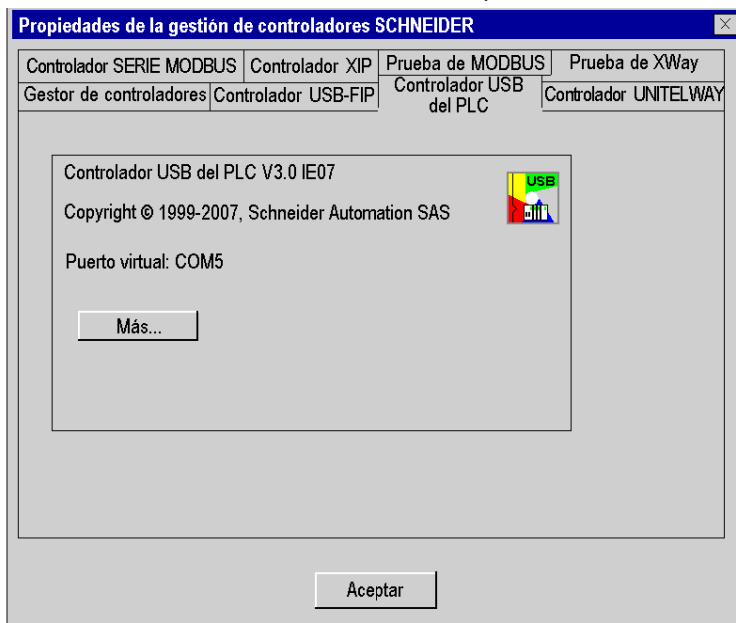 Propiedades de la gestión de controladores SCHNEIDER
Controlador SERIE MODBUS
Controlador XIP
Prueba de MODBUS
Prueba de XWay
Gestor de controladores
Controlador USB-FIP
Controlador USB
del PLC
Controlador UNITELWAY
Controlador USB del PLC V3.0 IE07
USB
Copyright © 1999-2007, Schneider Automation SAS
Puerto virtual: COM5
Más...
Aceptar